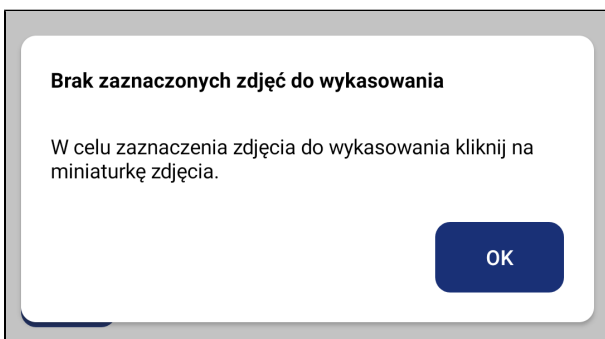 Brak zaznaczonych zdjęć do wykasowania
W celu zaznaczenia zdjęcia do wykasowania kliknij na
miniaturkę zdjęcia.
OK